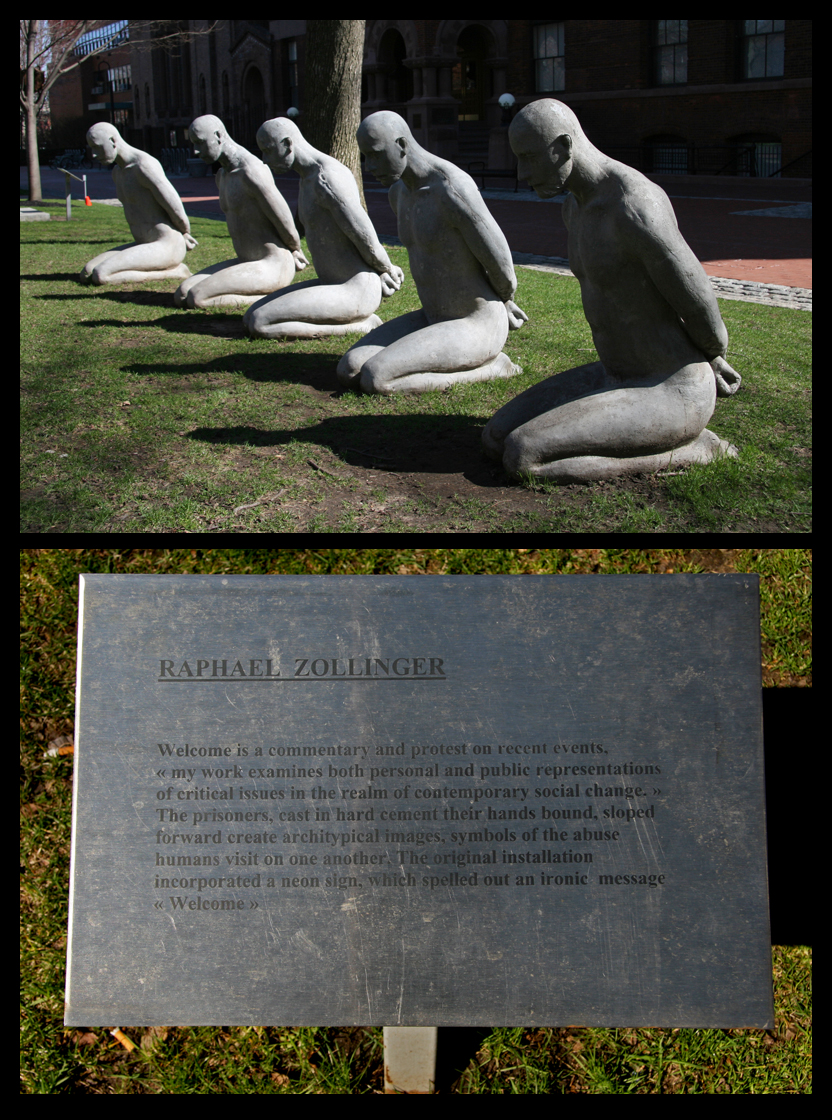 RAPHAEL ZOLLINGER
Welcome is a commentary and protest on recent events,
« my work examines both personal and public representations
of critical issues in the realm of contemporary social change. »
The prisoners, cast in hard cement their hands bound, sloped
forward create architypical images, symbols of the abuse
humans visit on one another. The original installation
incorporated a neon sign, which spelled out an ironic message
« Welcome »